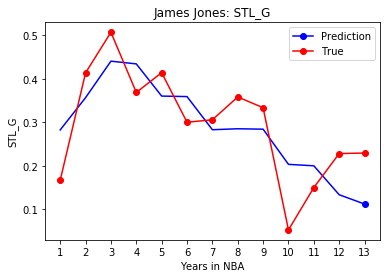 James Jones: STL_G
Prediction
True
STL_G
0.5
0.4
0.3
0.2
0.1
1 2 3 4 5 6 7 8 9 10 11 12 13
Years in NBA